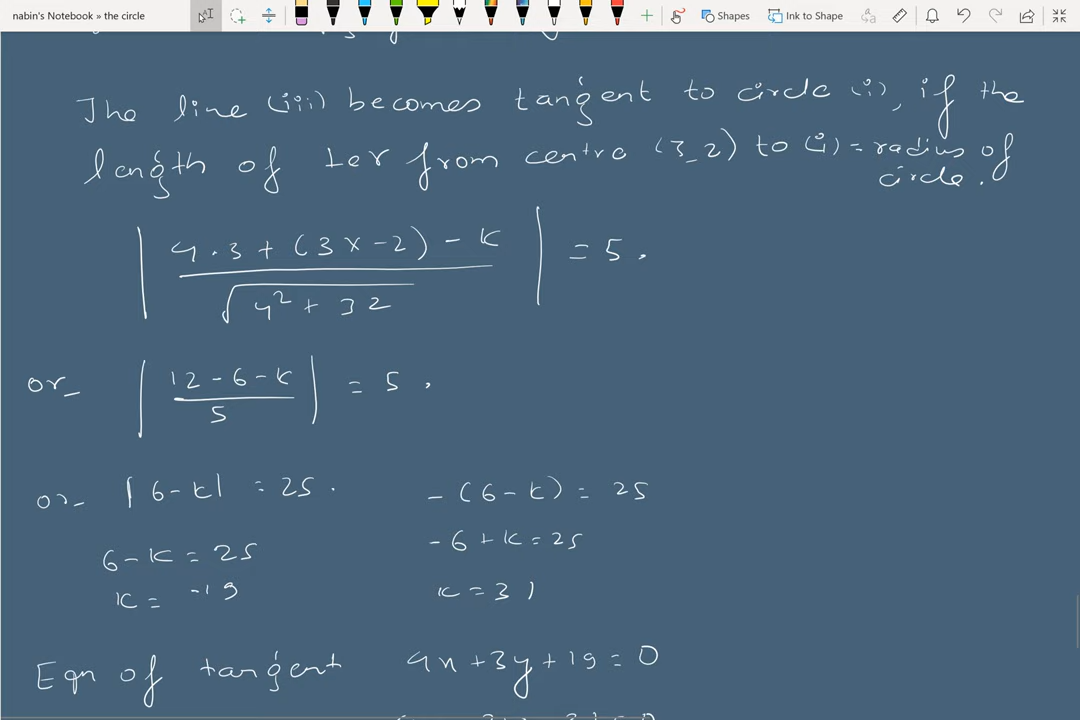 nabin's Notebook » the circle
Shapes
Ink to Shape
The line (iii) becomes tangent to circle (i), if the
length of ⊥er from centre (3,-2) to (i) = radius of
circle.
| 4.3 + (3x-2) - k / √4² + 32 | = 5.
or | 12 - 6 - k / 5 | = 5.
or |6 - k| = 25. -(6 - k) = 25
6 - k = 25 -6 + k = 25
k = -19 k = 31
Eqn of tangent 4x + 3y + 19 = 0